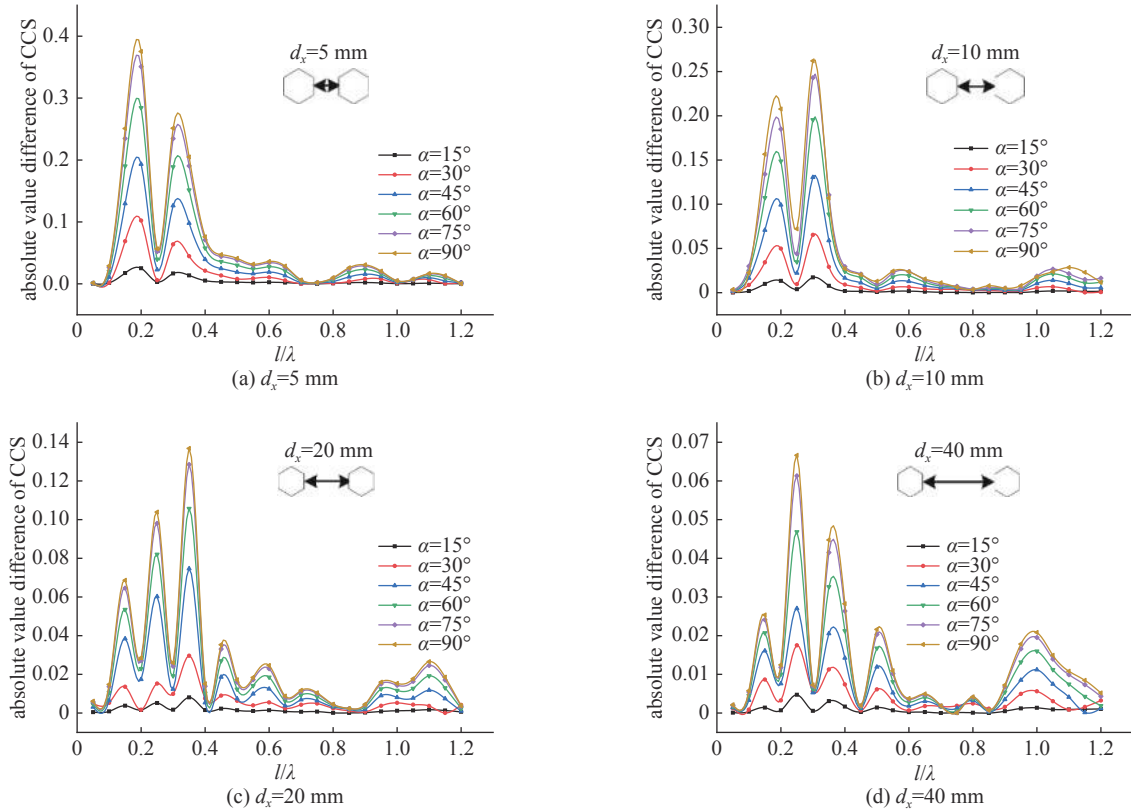 absolute value difference of CCS
0.4
0.3
0.2
0.1
0.0
dₓ=5 mm
α=15°
α=30°
α=45°
α=60°
α=75°
α=90°
0 0.2 0.4 0.6 0.8 1.0 1.2
l/λ
(a) dₓ=5 mm
absolute value difference of CCS
0.30
0.25
0.20
0.15
0.10
0.05
0
dₓ=10 mm
α=15°
α=30°
α=45°
α=60°
α=75°
α=90°
0 0.2 0.4 0.6 0.8 1.0 1.2
l/λ
(b) dₓ=10 mm
absolute value difference of CCS
0.14
0.12
0.10
0.08
0.06
0.04
0.02
0
dₓ=20 mm
α=15°
α=30°
α=45°
α=60°
α=75°
α=90°
0 0.2 0.4 0.6 0.8 1.0 1.2
l/λ
(c) dₓ=20 mm
absolute value difference of CCS
0.07
0.06
0.05
0.04
0.03
0.02
0.01
0
dₓ=40 mm
α=15°
α=30°
α=45°
α=60°
α=75°
α=90°
0 0.2 0.4 0.6 0.8 1.0 1.2
l/λ
(d) dₓ=40 mm